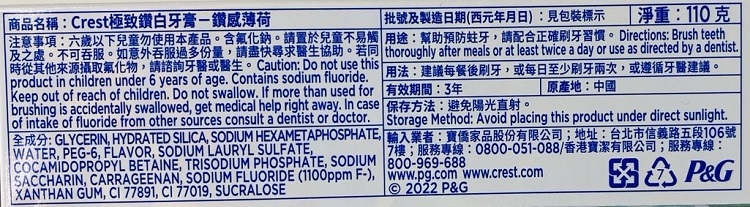 商品名稱：Crest極致鑽白牙膏－鑽感薄荷
注意事項：六歲以下兒童勿使用本產品。含氟化鈉。請置於兒童不易觸
及之處。不可吞服。如意外吞服過多份量，請盡快尋求醫生協助。若同
時從其他來源攝取氟化物，請諮詢牙醫或醫生。Caution: Do not use this
product in children under 6 years of age. Contains sodium fluoride.
Keep out of reach of children. Do not swallow. If more than used for
brushing is accidentally swallowed, get medical help right away. In case
of intake of fluoride from other sources consult a dentist or doctor.
全成分: GLYCERIN, HYDRATED SILICA, SODIUM HEXAMETAPHOSPHATE,
WATER, PEG-6, FLAVOR, SODIUM LAURYL SULFATE,
COCAMIDOPROPYL BETAINE, TRISODIUM PHOSPHATE, SODIUM
SACCHARIN, CARRAGEENAN, SODIUM FLUORIDE (1100ppm F-),
XANTHAN GUM, CI 77891, CI 77019, SUCRALOSE
批號及製造日期(西元年月日)：見包裝標示
淨重：110 克
用途：幫助預防蛀牙，請配合正確刷牙習慣。Directions: Brush teeth
thoroughly after meals or at least twice a day or use as directed by a dentist.
用法：建議每餐後刷牙，或每日至少刷牙兩次，或遵循牙醫建議。
有效期間：3年
原產地：中國
保存方法：避免陽光直射。
Storage Method: Avoid placing this product under direct sunlight.
輸入業者：寶僑家品股份有限公司；地址：台北市信義路五段106號
7樓；服務專線：0800-051-088/香港寶潔有限公司；服務專線：
800-969-688
www.pg.com www.crest.com
© 2022 P&G
7
P&G